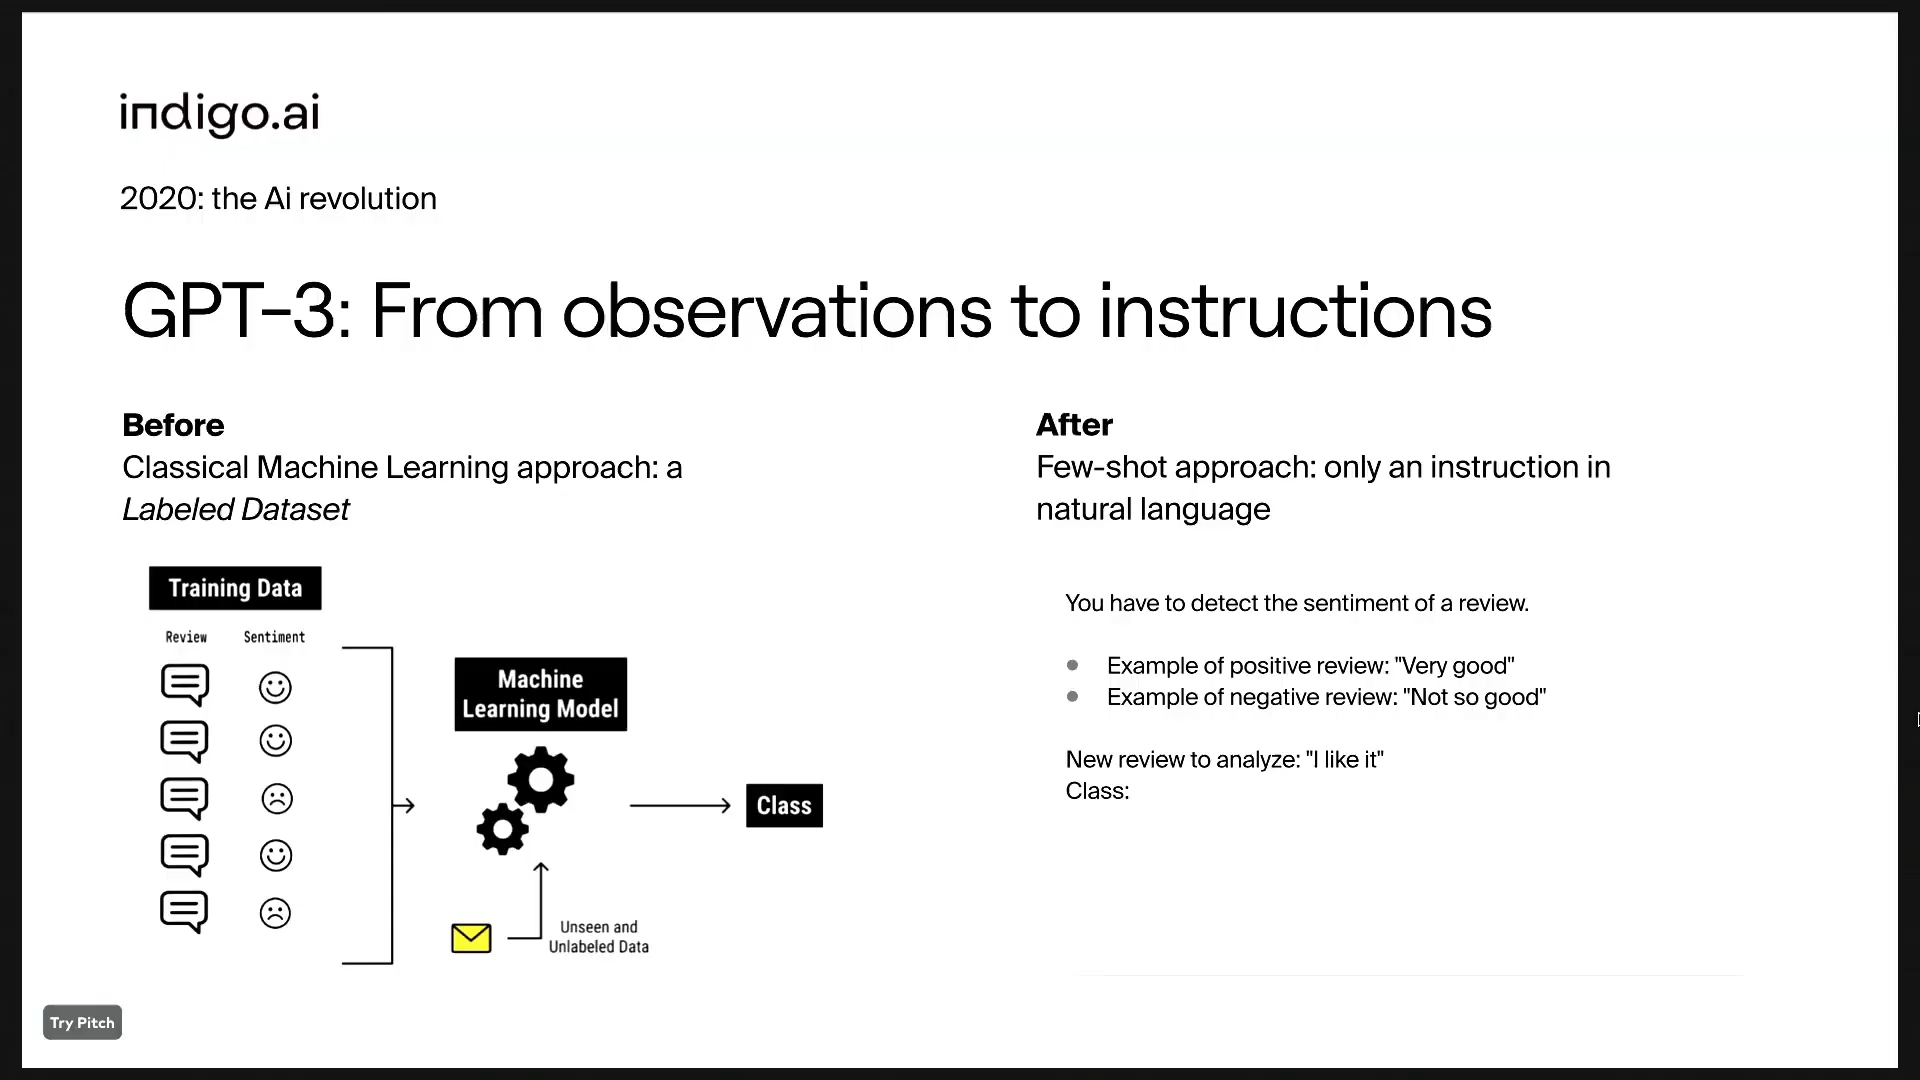 indigo.ai
2020: the Ai revolution
GPT-3: From observations to instructions
Before
Classical Machine Learning approach: a
Labeled Dataset
Training Data
Review Sentiment
Machine
Learning Model
Class
Unseen and
Unlabeled Data
After
Few-shot approach: only an instruction in
natural language
You have to detect the sentiment of a review.
Example of positive review: "Very good"
Example of negative review: "Not so good"
New review to analyze: "I like it"
Class:
Try Pitch